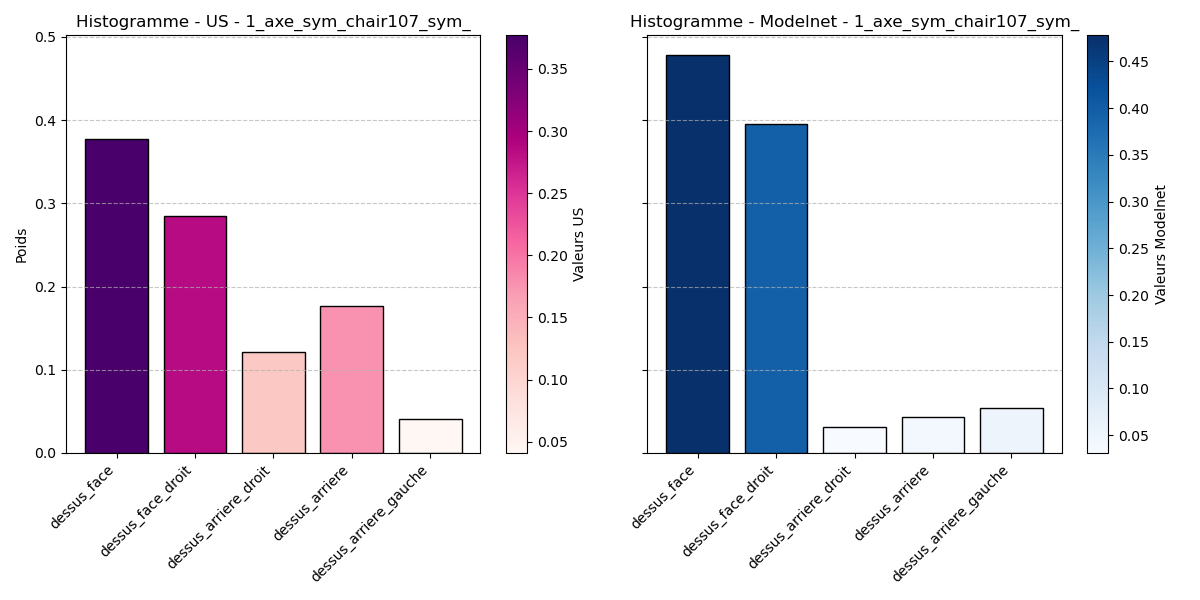 Histogramme - US - 1_axe_sym_chair107_sym_
Poids
0.5
0.4
0.3
0.2
0.1
0.0
dessus_face
dessus_face_droit
dessus_arriere_droit
dessus_arriere
dessus_arriere_gauche
0.35
0.30
0.25
0.20
0.15
0.10
0.05
Valeurs US
Histogramme - Modelnet - 1_axe_sym_chair107_sym_
dessus_face
dessus_face_droit
dessus_arriere_droit
dessus_arriere
dessus_arriere_gauche
0.45
0.40
0.35
0.30
0.25
0.20
0.15
0.10
0.05
Valeurs Modelnet